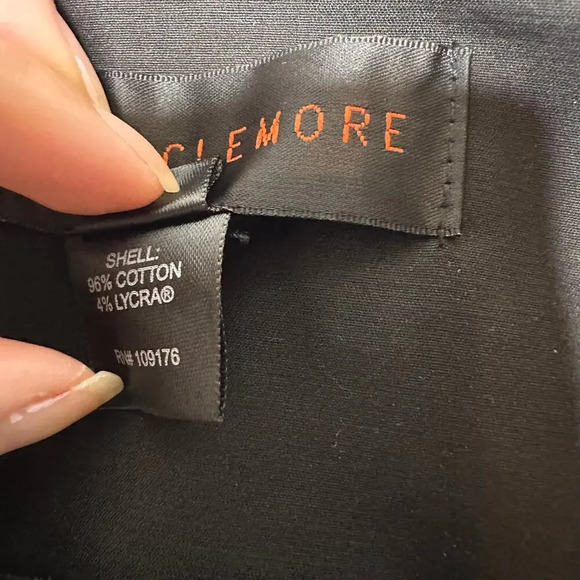 CLEMORE
SHELL:
96% COTTON
4% LYCRA®
RN# 109176